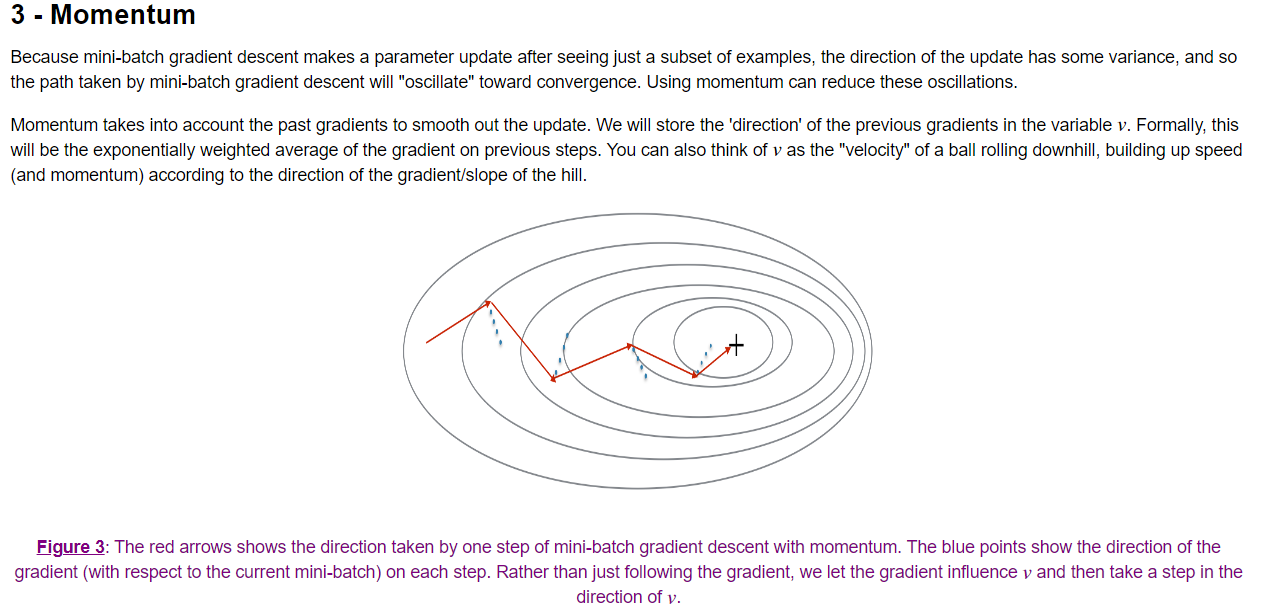 3 - Momentum
Because mini-batch gradient descent makes a parameter update after seeing just a subset of examples, the direction of the update has some variance, and so
the path taken by mini-batch gradient descent will "oscillate" toward convergence. Using momentum can reduce these oscillations.
Momentum takes into account the past gradients to smooth out the update. We will store the 'direction' of the previous gradients in the variable v. Formally, this
will be the exponentially weighted average of the gradient on previous steps. You can also think of v as the "velocity" of a ball rolling downhill, building up speed
(and momentum) according to the direction of the gradient/slope of the hill.
Figure 3: The red arrows shows the direction taken by one step of mini-batch gradient descent with momentum. The blue points show the direction of the
gradient (with respect to the current mini-batch) on each step. Rather than just following the gradient, we let the gradient influence v and then take a step in the
direction of v.